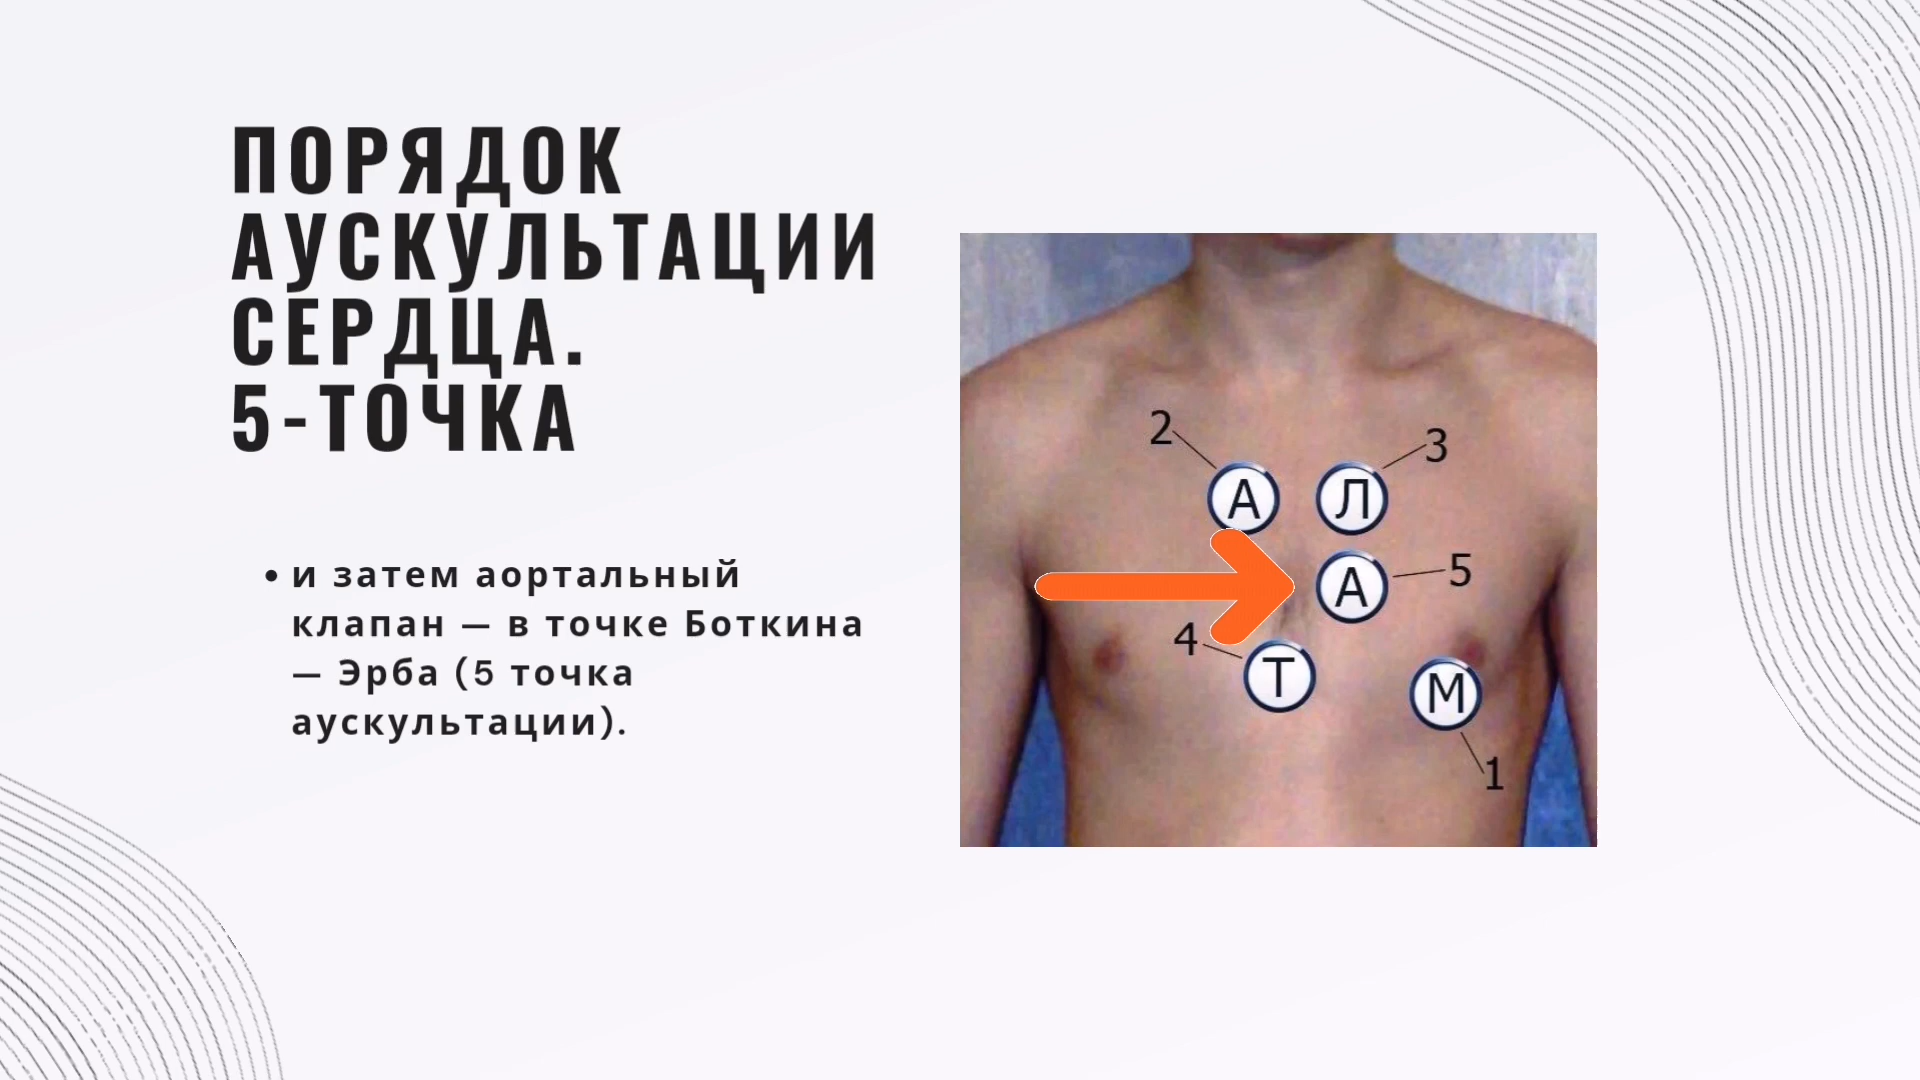 ПОРЯДОК
АУСКУЛЬТАЦИИ
СЕРДЦА.
5-ТОЧКА
• и затем аортальный
клапан — в точке Боткина
— Эрба (5 точка
аускультации).
2
3
А
Л
А
5
4
Т
М
1